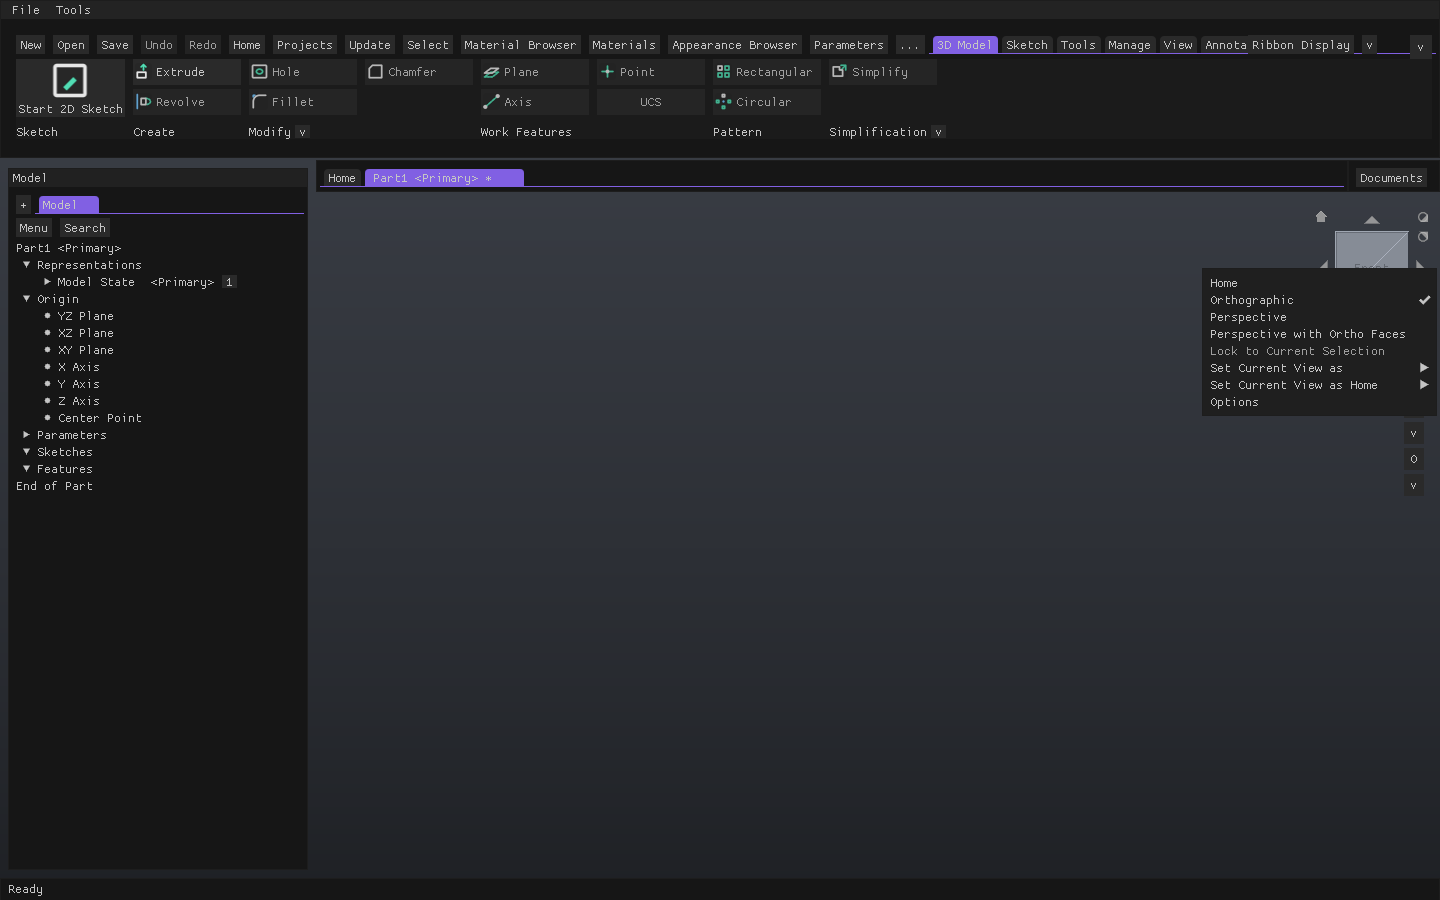 File Tools
New Open Save Undo Redo Home Projects Update Select Material Browser Materials Appearance Browser Parameters ... 3D Model Sketch Tools Manage View Annota Ribbon Display v v
Extrude Hole Chamfer Plane Point Rectangular Simplify
Start 2D Sketch Revolve Fillet Axis UCS Circular
Sketch Create Modify v Work Features Pattern Simplification v
Model
Home Part1 <Primary> * Documents
+ Model
Menu Search
Part1 <Primary>
Representations
Model State <Primary> 1
Origin
YZ Plane
XZ Plane
XY Plane
X Axis
Y Axis
Z Axis
Center Point
Parameters
Sketches
Features
End of Part
Front
Home
Orthographic
Perspective
Perspective with Ortho Faces
Lock to Current Selection
Set Current View as
Set Current View as Home
Options
v
O
v
Ready